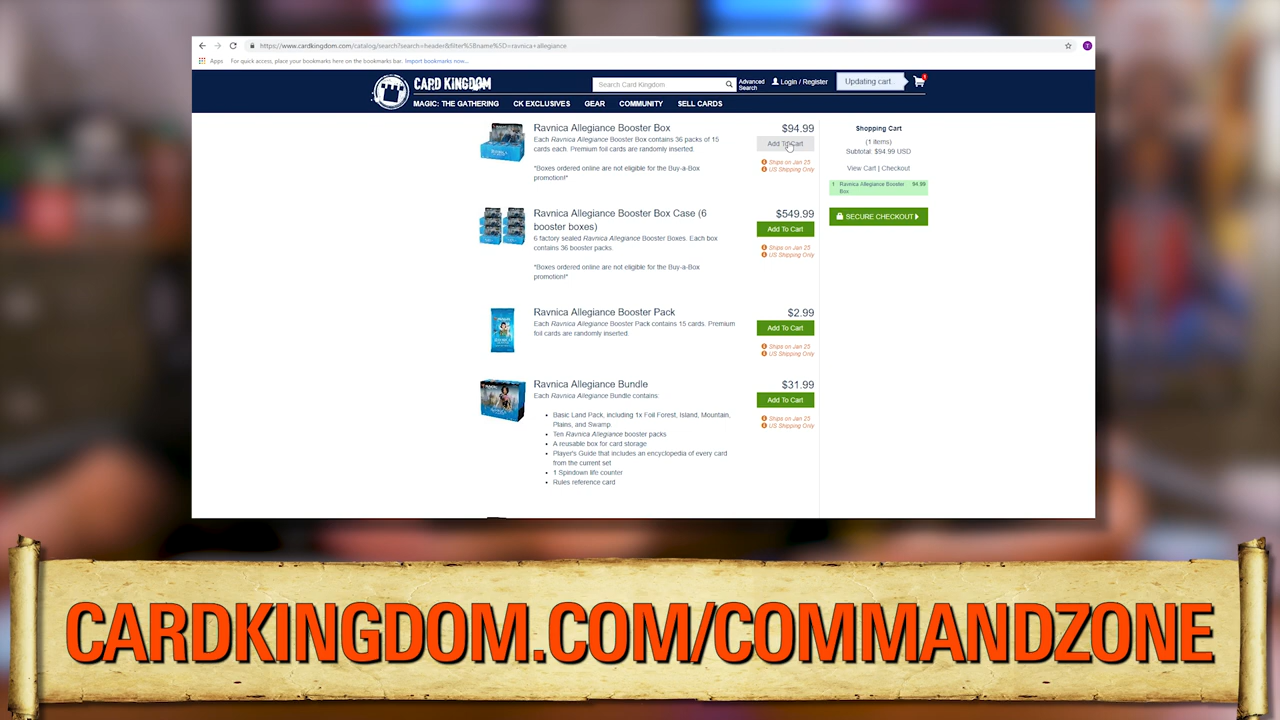 https://www.cardkingdom.com/catalog/search?search=header&filter%5Bname%5D=ravnica+allegiance
Apps For quick access, place your bookmarks here on the bookmarks bar. Import bookmarks now...
CARD KINGDOM
Search Card Kingdom
Advanced Search
Login / Register
Updating cart
MAGIC: THE GATHERING CK EXCLUSIVES GEAR COMMUNITY SELL CARDS
Ravnica Allegiance Booster Box
Each Ravnica Allegiance Booster Box contains 36 packs of 15
cards each. Premium foil cards are randomly inserted.
*Boxes ordered online are not eligible for the Buy-a-Box
promotion!*
$94.99
Add To Cart
Ships on Jan 25
US Shipping Only
Ravnica Allegiance Booster Box Case (6
booster boxes)
6 factory sealed Ravnica Allegiance Booster Boxes. Each box
contains 36 booster packs.
*Boxes ordered online are not eligible for the Buy-a-Box
promotion!*
$549.99
Add To Cart
Ships on Jan 25
US Shipping Only
Ravnica Allegiance Booster Pack
Each Ravnica Allegiance Booster Pack contains 15 cards. Premium
foil cards are randomly inserted.
$2.99
Add To Cart
Ships on Jan 25
US Shipping Only
Ravnica Allegiance Bundle
Each Ravnica Allegiance Bundle contains:
• Basic Land Pack, including 1x Foil Forest, Island, Mountain,
Plains, and Swamp.
• Ten Ravnica Allegiance booster packs
• A reusable box for card storage
• Player's Guide that includes an encyclopedia of every card
from the current set
• 1 Spindown life counter
• Rules reference card
$31.99
Add To Cart
Ships on Jan 25
US Shipping Only
Shopping Cart
(1 items)
Subtotal: $94.99 USD
View Cart | Checkout
1 Ravnica Allegiance Booster 94.99
Box
SECURE CHECKOUT
CARDKINGDOM.COM/COMMANDZONE